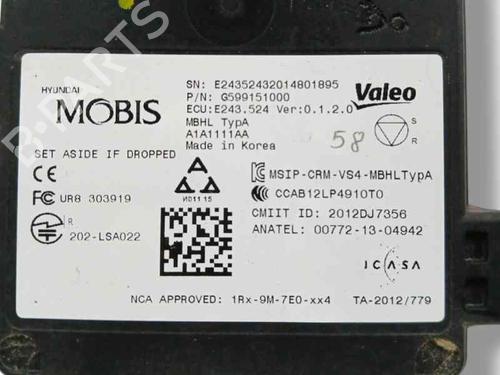 HYUNDAI
MOBIS
SN: E24352432014801895
P/N: G599151000
ECU: E243.524 Ver: 0.1.2.0
MBHL TypA
A1A1111AA
Made in Korea
Valeo
S
R
58
SET ASIDE IF DROPPED
FC CE UR8 303919
R 202-LSA022
ИD11 15
MSIP-CRM-VS4-MBHLTypA
CCAB12LP4910T0
CMIIT ID: 2012DJ7356
ANATEL: 00772-13-04942
ICASA
NCA APPROVED: 1Rx-9M-7E0-xx4
TA-2012/779